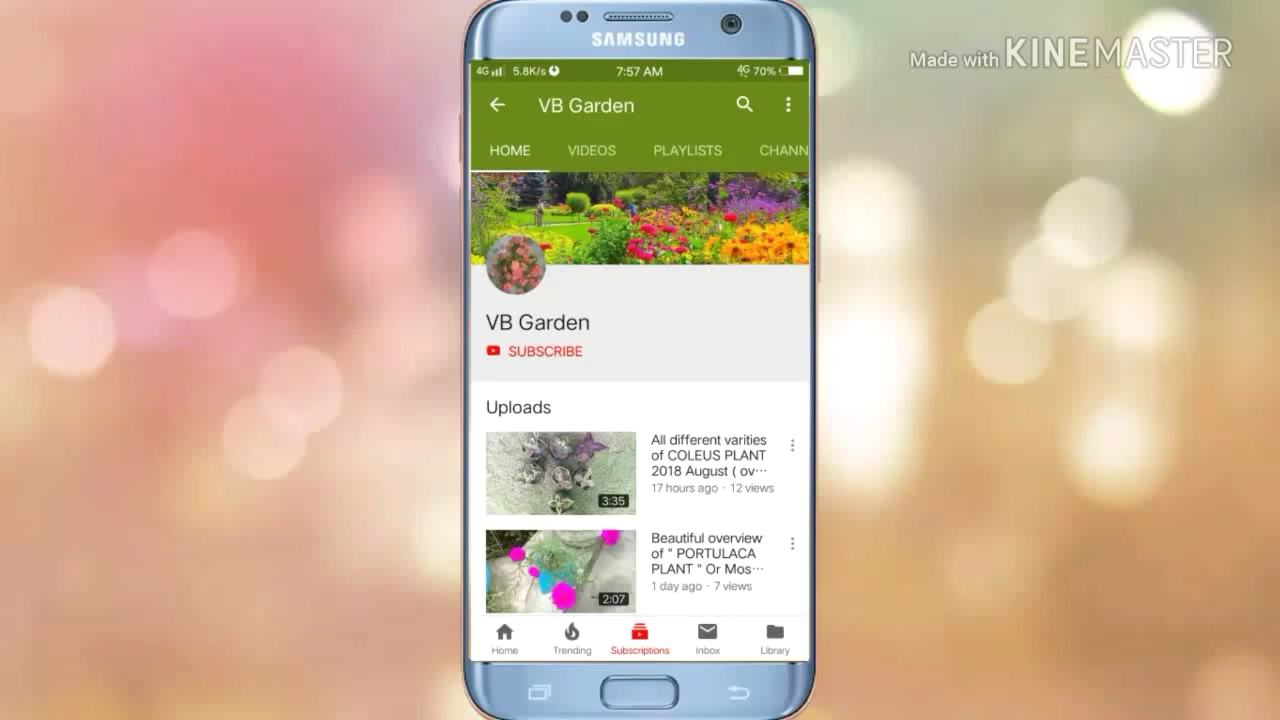 Made with KINEMASTER
SAMSUNG
4G 5.8K/s 7:57 AM 4G 70%
VB Garden
HOME VIDEOS PLAYLISTS CHANN
VB Garden
SUBSCRIBE
Uploads
All different varities
of COLEUS PLANT
2018 August ( ov···
17 hours ago · 12 views
3:35
Beautiful overview
of " PORTULACA
PLANT " Or Mos···
1 day ago · 7 views
2:07
Home Trending Subscriptions Inbox Library